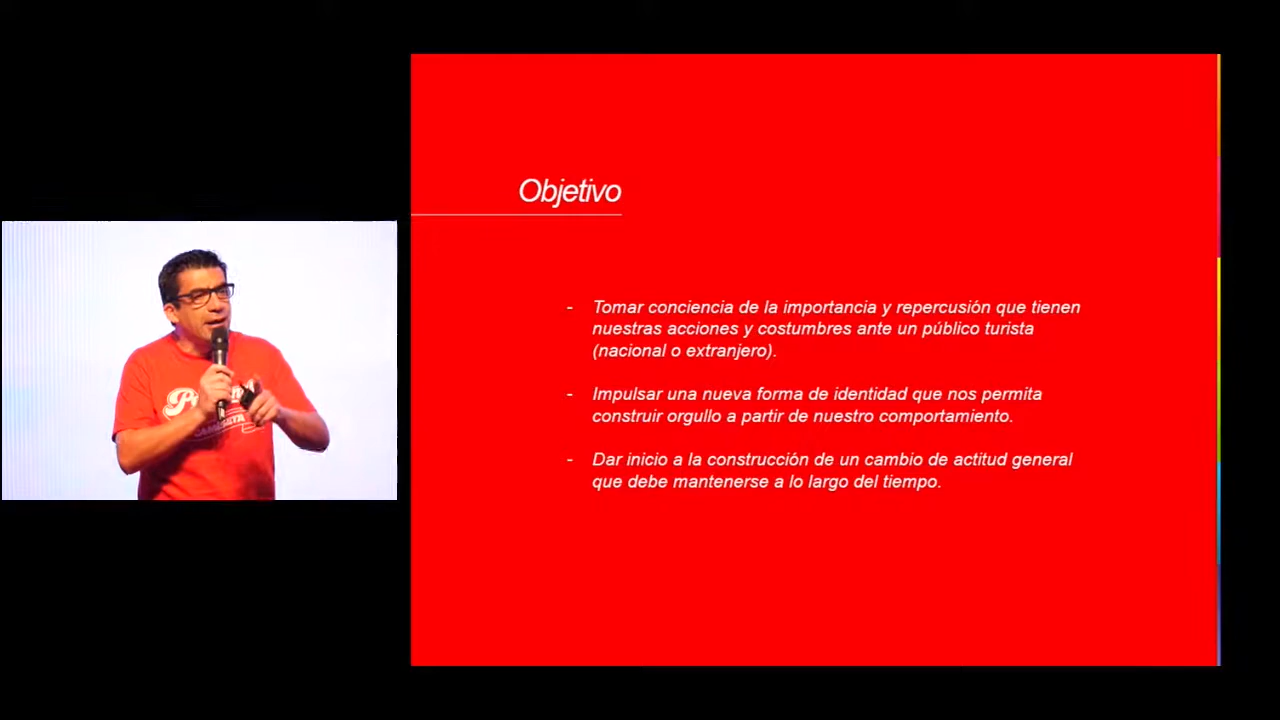 Objetivo
- Tomar conciencia de la importancia y repercusión que tienen
nuestras acciones y costumbres ante un público turista
(nacional o extranjero).
- Impulsar una nueva forma de identidad que nos permita
construir orgullo a partir de nuestro comportamiento.
- Dar inicio a la construcción de un cambio de actitud general
que debe mantenerse a lo largo del tiempo.